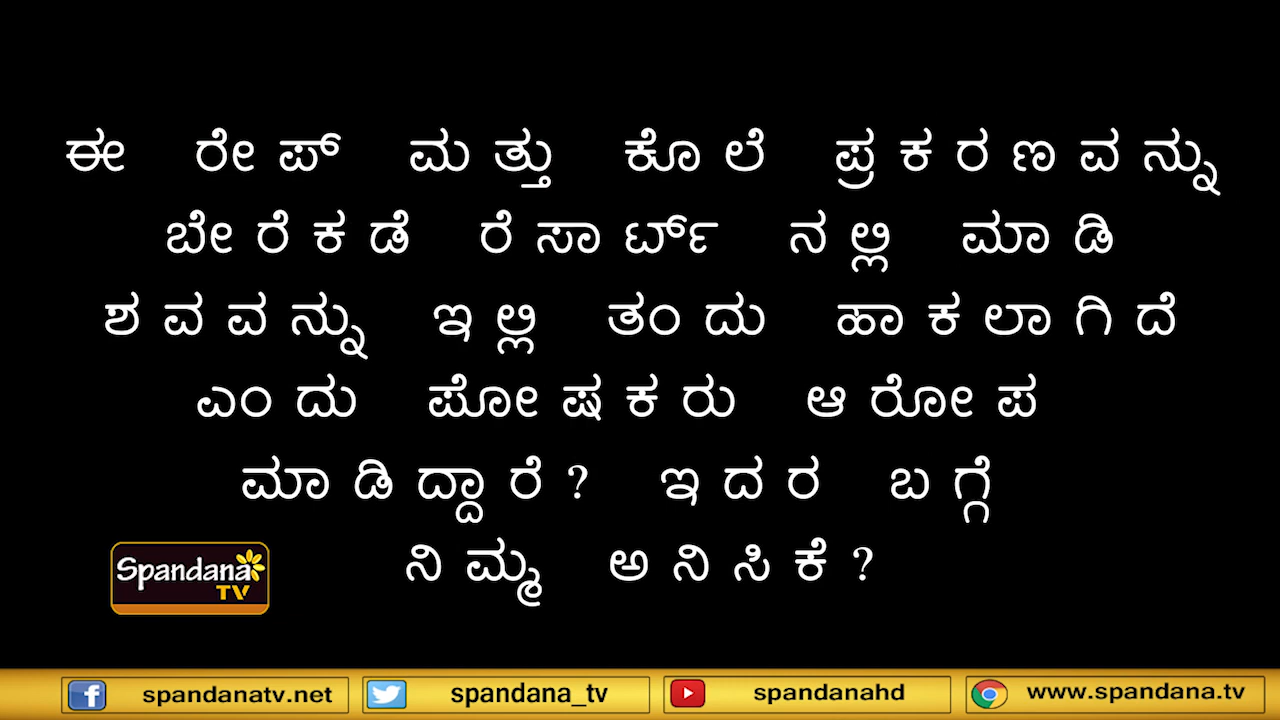 ಈ ರೇಪ್ ಮತ್ತು ಕೊಲೆ ಪ್ರಕರಣವನ್ನು
ಬೇರೆಕಡೆ ರೆಸಾರ್ಟ್ ನಲ್ಲಿ ಮಾಡಿ
ಶವವನ್ನು ಇಲ್ಲಿ ತಂದು ಹಾಕಲಾಗಿದೆ
ಎಂದು ಪೋಷಕರು ಆರೋಪ
ಮಾಡಿದ್ದಾರೆ? ಇದರ ಬಗ್ಗೆ
ನಿಮ್ಮ ಅನಿಸಿಕೆ?
Spandana
TV
spandanatv.net spandana_tv spandanahd www.spandana.tv